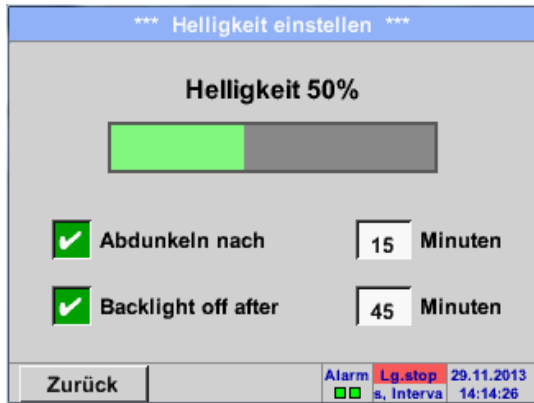 *** Helligkeit einstellen ***
Helligkeit 50%
Abdunkeln nach 15 Minuten
Backlight off after 45 Minuten
Zurück
Alarm Lg.stop 29.11.2013
s, Interva 14:14:26